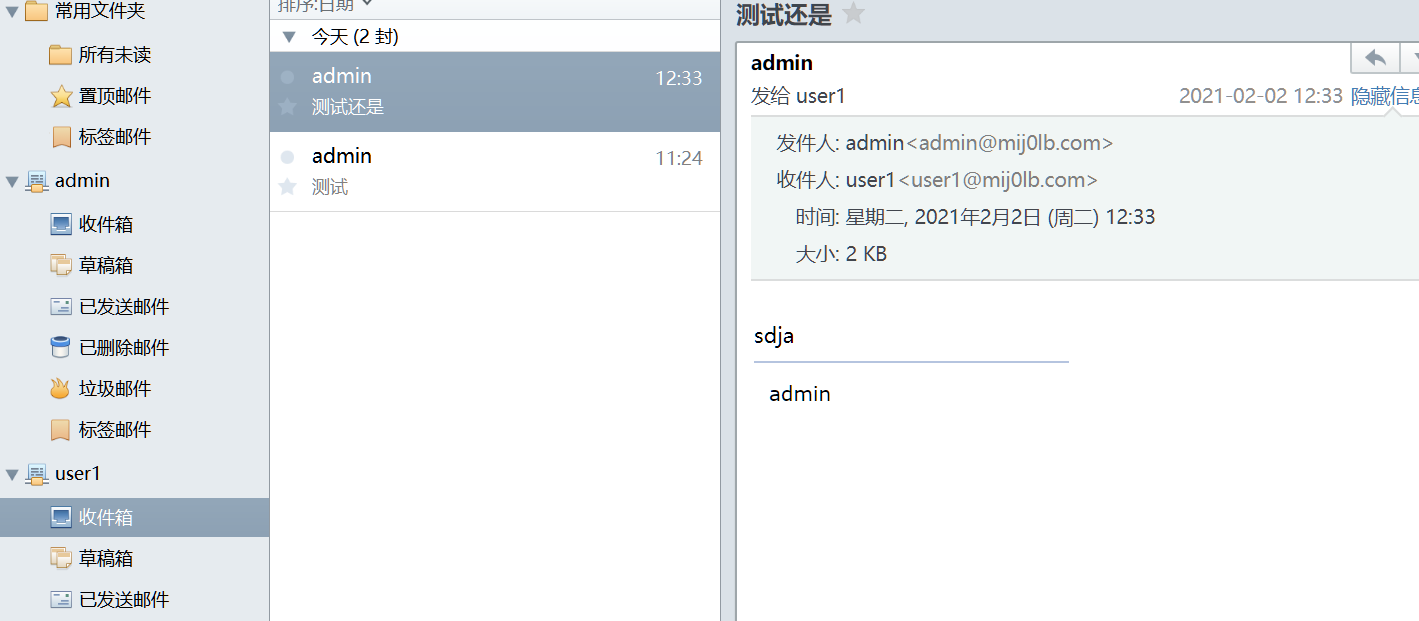 常用文件夹
所有未读
置顶邮件
标签邮件
admin
收件箱
草稿箱
已发送邮件
已删除邮件
垃圾邮件
标签邮件
user1
收件箱
草稿箱
已发送邮件
排序:日期
今天 (2 封)
admin 12:33
测试还是
admin 11:24
测试
测试还是
admin
发给 user1 2021-02-02 12:33 隐藏信息
发件人: admin<admin@mij0lb.com>
收件人: user1<user1@mij0lb.com>
时间: 星期二, 2021年2月2日 (周二) 12:33
大小: 2 KB
sdja
admin